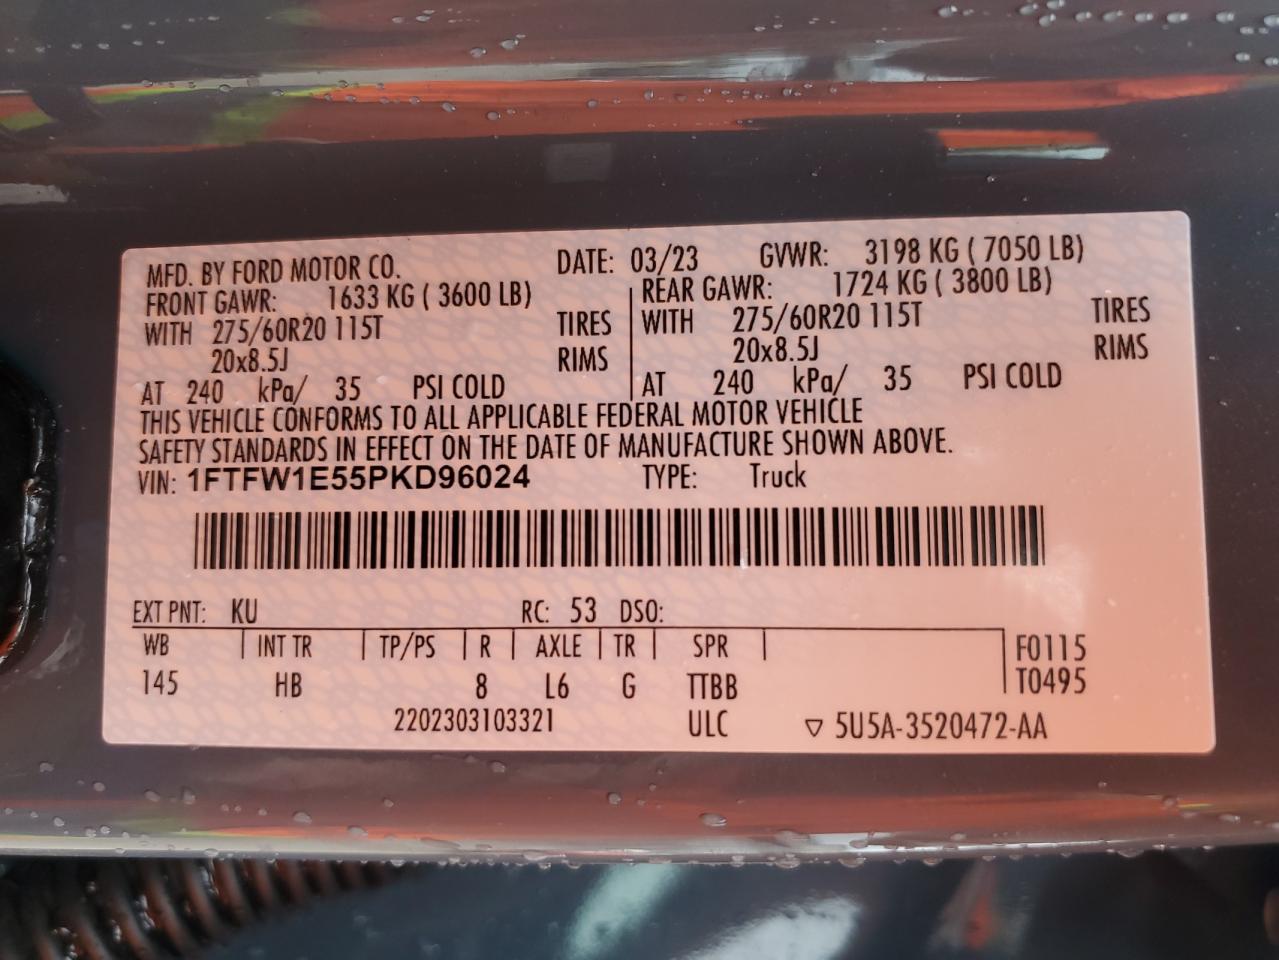 MFD. BY FORD MOTOR CO. DATE: 03/23 GVWR: 3198 KG ( 7050 LB)
FRONT GAWR: 1633 KG ( 3600 LB) REAR GAWR: 1724 KG ( 3800 LB)
WITH 275/60R20 115T TIRES WITH 275/60R20 115T TIRES
20x8.5J RIMS 20x8.5J RIMS
AT 240 kPa/ 35 PSI COLD AT 240 kPa/ 35 PSI COLD
THIS VEHICLE CONFORMS TO ALL APPLICABLE FEDERAL MOTOR VEHICLE
SAFETY STANDARDS IN EFFECT ON THE DATE OF MANUFACTURE SHOWN ABOVE.
VIN: 1FTFW1E55PKD96024 TYPE: Truck
EXT PNT: KU RC: 53 DSO:
WB INT TR TP/PS R AXLE TR SPR F0115
145 HB 8 L6 G TTBB T0495
2202303103321 ULC ▽ 5U5A-3520472-AA